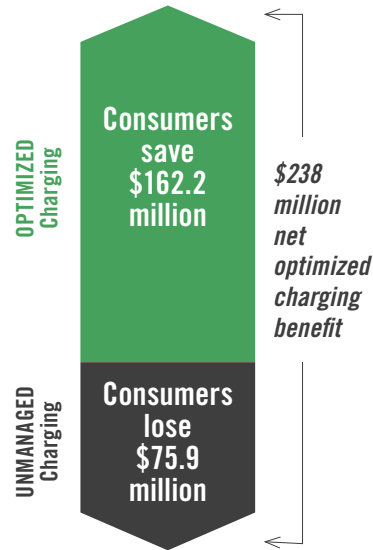 OPTIMIZED
Charging
Consumers
save
$162.2
million
$238
million
net
optimized
charging
benefit
UNMANAGED
Charging
Consumers
lose
$75.9
million